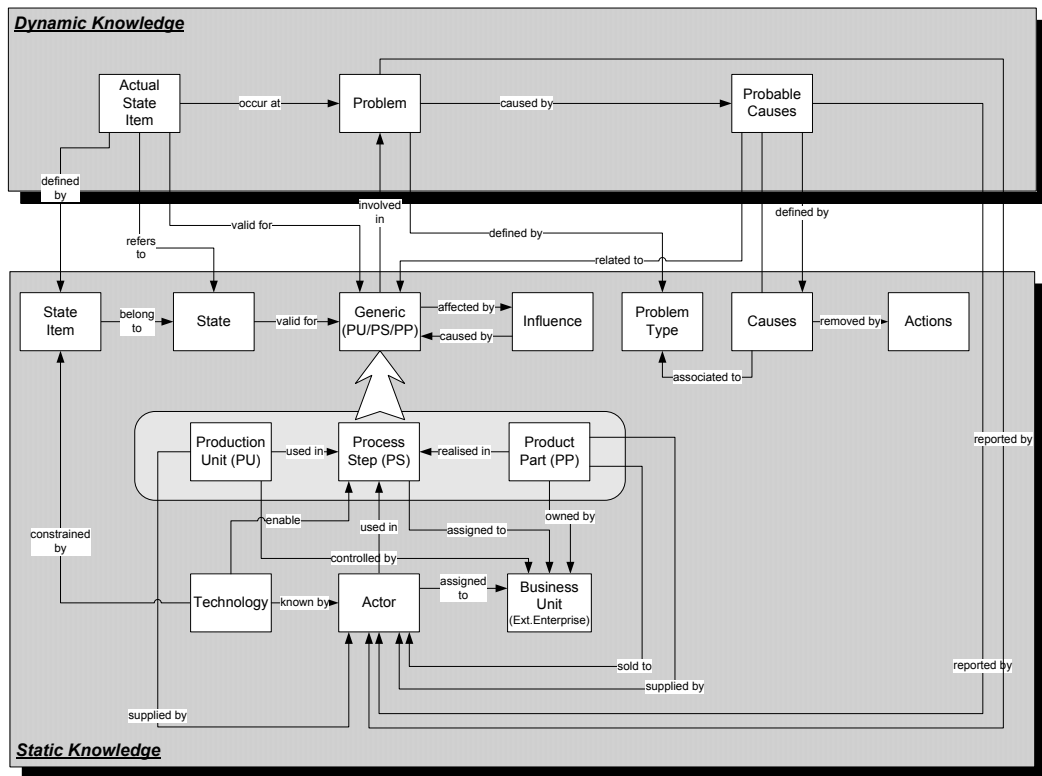 Dynamic Knowledge
Actual
State
Item
occur at
Problem
caused by
Probable
Causes
defined
by
refers
to
valid for
involved
in
defined by
related to
defined by
State
Item
belong
to
State
valid for
Generic
(PU/PS/PP)
affected by
caused by
Influence
Problem
Type
Causes
removed by
Actions
associated to
Production
Unit (PU)
used in
Process
Step (PS)
realised in
Product
Part (PP)
reported by
constrained
by
enable
used in
assigned to
owned by
controlled by
Technology
known by
Actor
assigned
to
Business
Unit
(Ext.Enterprise)
sold to
reported by
supplied by
supplied by
Static Knowledge